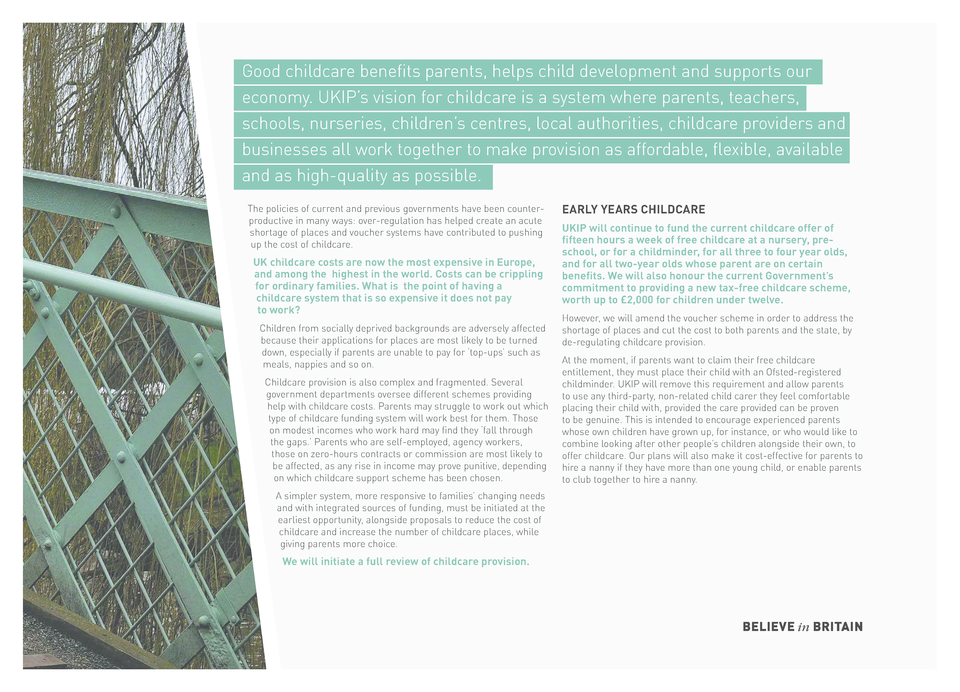 Good childcare benefits parents, helps child development and supports our
economy. UKIP's vision for childcare is a system where parents, teachers,
schools, nurseries, children's centres, local authorities, childcare providers and
businesses all work together to make provision as affordable, flexible, available
and as high-quality as possible.
The policies of current and previous governments have been counter-
productive in many ways: over-regulation has helped create an acute
shortage of places and voucher systems have contributed to pushing
up the cost of childcare.
UK childcare costs are now the most expensive in Europe,
and among the  highest in the world. Costs can be crippling
for ordinary families. What is  the point of having a
childcare system that is so expensive it does not pay
to work?
Children from socially deprived backgrounds are adversely affected
because their applications for places are most likely to be turned
down, especially if parents are unable to pay for 'top-ups' such as
meals, nappies and so on.
Childcare provision is also complex and fragmented. Several
government departments oversee different schemes providing
help with childcare costs. Parents may struggle to work out which
type of childcare funding system will work best for them. Those
on modest incomes who work hard may find they 'fall through
the gaps.' Parents who are self-employed, agency workers,
those on zero-hours contracts or commission are most likely to
be affected, as any rise in income may prove punitive, depending
on which childcare support scheme has been chosen.
A simpler system, more responsive to families' changing needs
and with integrated sources of funding, must be initiated at the
earliest opportunity, alongside proposals to reduce the cost of
childcare and increase the number of childcare places, while
giving parents more choice.
We will initiate a full review of childcare provision.
EARLY YEARS CHILDCARE
UKIP will continue to fund the current childcare offer of
fifteen hours a week of free childcare at a nursery, pre-
school, or for a childminder, for all three to four year olds,
and for all two-year olds whose parent are on certain
benefits. We will also honour the current Government's
commitment to providing a new tax-free childcare scheme,
worth up to £2,000 for children under twelve.
However, we will amend the voucher scheme in order to address the
shortage of places and cut the cost to both parents and the state, by
de-regulating childcare provision.
At the moment, if parents want to claim their free childcare
entitlement, they must place their child with an Ofsted-registered
childminder. UKIP will remove this requirement and allow parents
to use any third-party, non-related child carer they feel comfortable
placing their child with, provided the care provided can be proven
to be genuine. This is intended to encourage experienced parents
whose own children have grown up, for instance, or who would like to
combine looking after other people's children alongside their own, to
offer childcare. Our plans will also make it cost-effective for parents to
hire a nanny if they have more than one young child, or enable parents
to club together to hire a nanny.
BELIEVE in BRITAIN